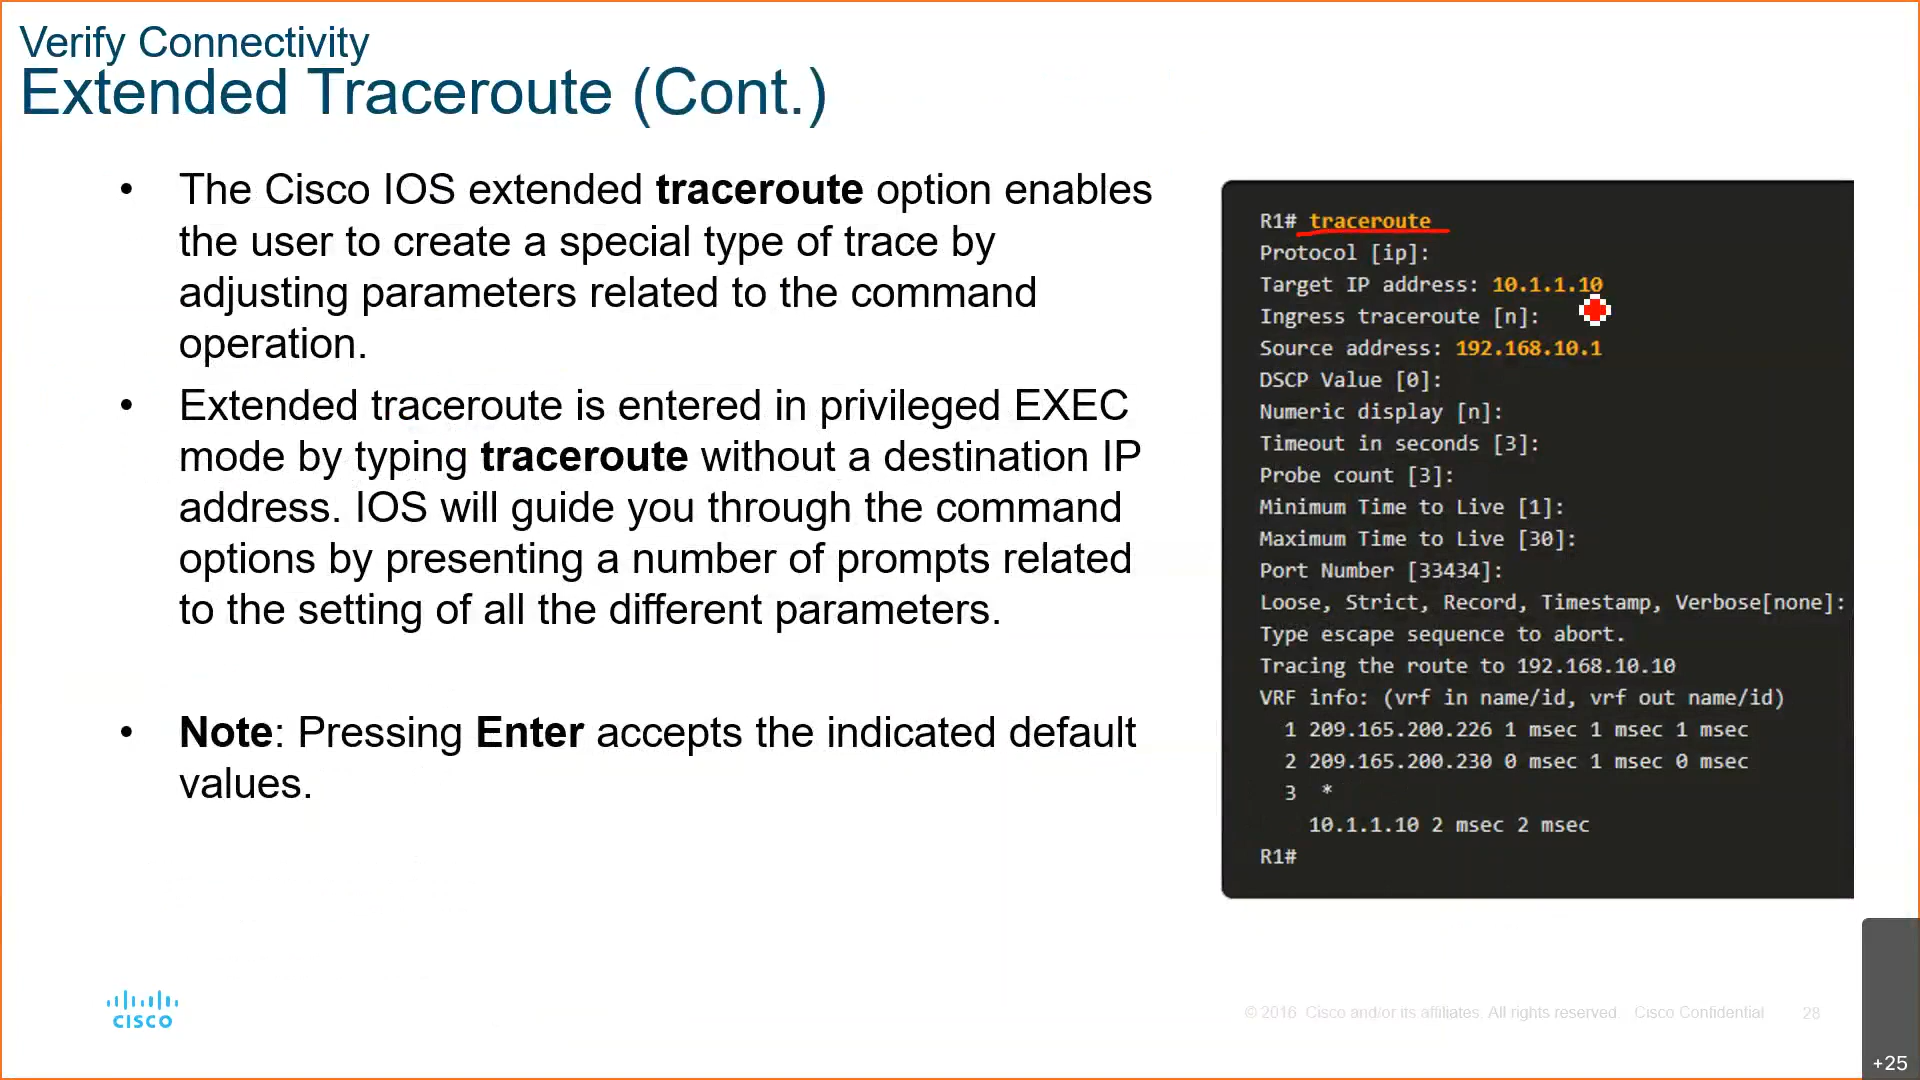 Verify Connectivity
Extended Traceroute (Cont.)
• The Cisco IOS extended traceroute option enables
the user to create a special type of trace by
adjusting parameters related to the command
operation.
• Extended traceroute is entered in privileged EXEC
mode by typing traceroute without a destination IP
address. IOS will guide you through the command
options by presenting a number of prompts related
to the setting of all the different parameters.
• Note: Pressing Enter accepts the indicated default
values.
R1# traceroute
Protocol [ip]:
Target IP address: 10.1.1.10
Ingress traceroute [n]:
Source address: 192.168.10.1
DSCP Value [0]:
Numeric display [n]:
Timeout in seconds [3]:
Probe count [3]:
Minimum Time to Live [1]:
Maximum Time to Live [30]:
Port Number [33434]:
Loose, Strict, Record, Timestamp, Verbose[none]:
Type escape sequence to abort.
Tracing the route to 192.168.10.10
VRF info: (vrf in name/id, vrf out name/id)
1 209.165.200.226 1 msec 1 msec 1 msec
2 209.165.200.230 0 msec 1 msec 0 msec
3 *
10.1.1.10 2 msec 2 msec
R1#
CISCO
© 2016 Cisco and/or its affiliates. All rights reserved. Cisco Confidential 28
+25